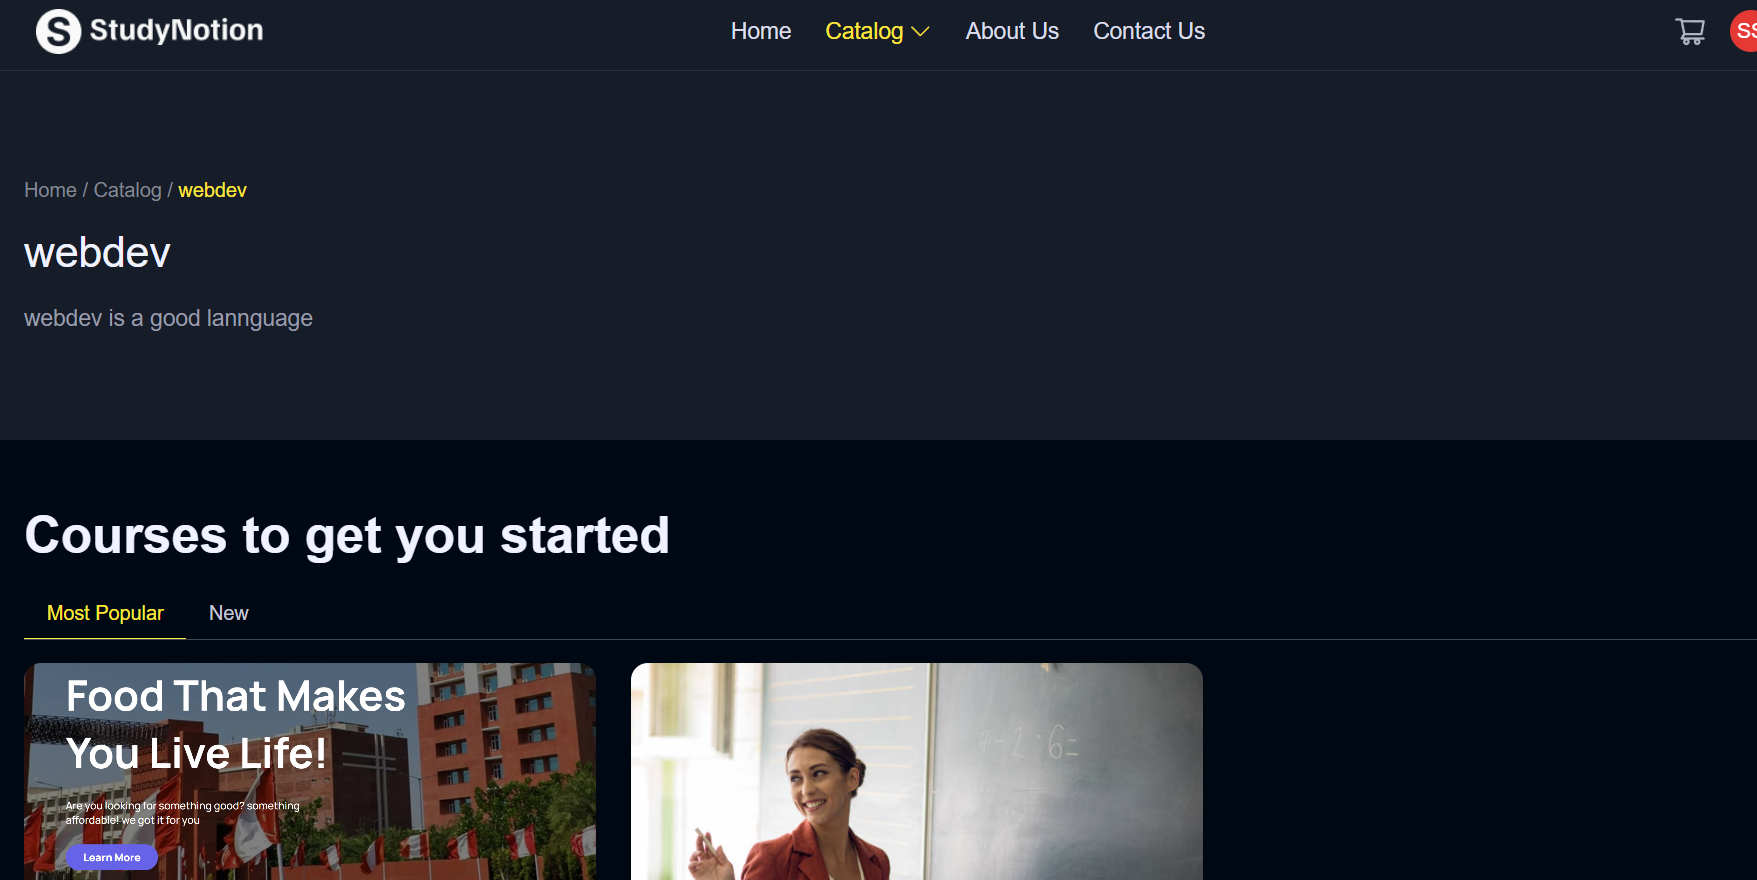 S StudyNotion
Home Catalog About Us Contact Us
SS
Home / Catalog / webdev
webdev
webdev is a good lannguage
Courses to get you started
Most Popular New
Food That Makes
You Live Life!
Are you looking for something good? something
affordable! we got it for you
Learn More
7-2·6=